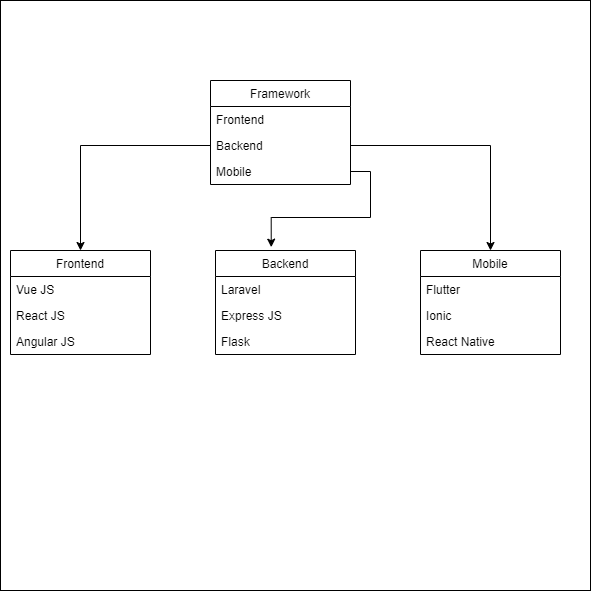 Framework
Frontend
Backend
Mobile
Frontend
Vue JS
React JS
Angular JS
Backend
Laravel
Express JS
Flask
Mobile
Flutter
Ionic
React Native